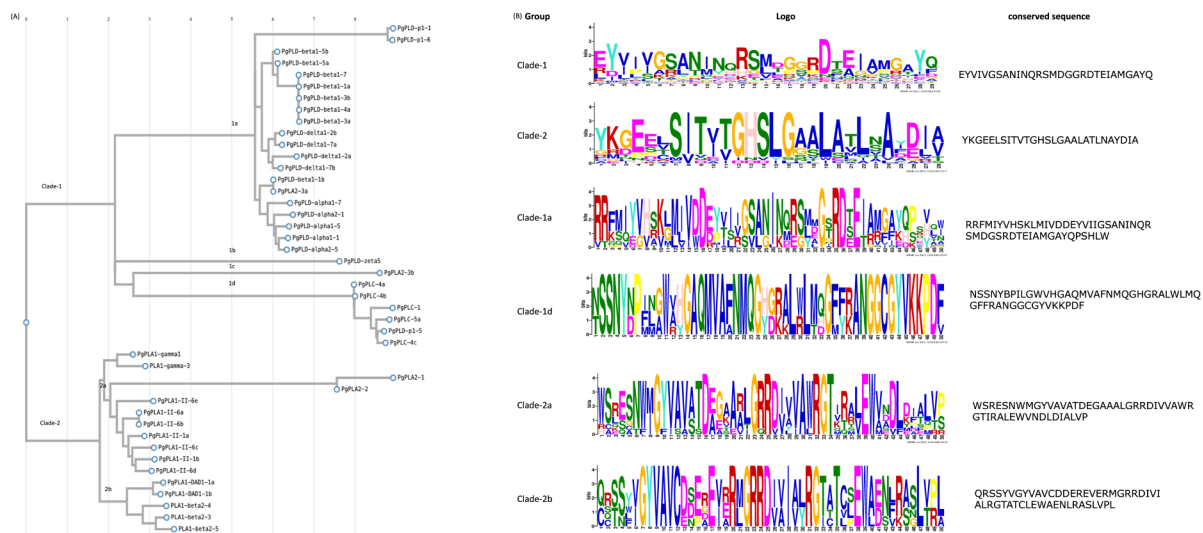 (A)
0 1 2 3 4 5 6 7 8
PgPLD-p1-1
PgPLD-p1-6
PgPLD-beta1-5b
PgPLD-beta1-5a
PgPLD-beta1-7
PgPLD-beta1-1a
PgPLD-beta1-3b
PgPLD-beta1-4a
PgPLD-beta1-3a
1a
PgPLD-delta1-2b
PgPLD-delta1-7a
PgPLD-delta1-2a
PgPLD-delta1-7b
PgPLD-beta1-1b
PgPLA2-3a
Clade-1
PgPLD-alpha1-7
PgPLD-alpha2-1
PgPLD-alpha1-5
PgPLD-alpha1-1
PgPLD-alpha2-5
1b
PgPLD-zeta5
1c
PgPLA2-3b
1d
PgPLC-4a
PgPLC-4b
PgPLC-1
PgPLC-5a
PgPLD-p1-5
PgPLC-4c
PgPLA1-gamma1
PLA1-gamma-3
2a
PgPLA2-1
PgPLA2-2
PgPLA1-II-6e
PgPLA1-II-6a
PgPLA1-II-6b
Clade-2
PgPLA1-II-1a
PgPLA1-II-6c
PgPLA1-II-1b
PgPLA1-II-6d
2b
PgPLA1-DAD1-1a
PgPLA1-DAD1-1b
PLA1-beta2-4
PLA1-beta2-3
PLA1-beta2-5
(B) Group Logo conserved sequence
Clade-1
bits
EYVIVGSANINQRSMDGGRDTEIAMGAYQ
Clade-2
bits
YKGEELSITVTGHSLGAALATLNAYDIA
Clade-1a
bits
RRFMIYVHSKLMIVDDEYVIIGSANINQR
SMDGSRDTEIAMGAYQPSHLW
Clade-1d
bits
NSSNYBPILGWVHGAQMVAFNMQGHGRALWLMQ
GFFRANGGCGYVKKPDF
Clade-2a
bits
WSRESNWMGYVAVATDEGAAALGRRDIVVAWR
GTIRALEWVNDLDIALVP
Clade-2b
bits
QRSSYVGYVAVCDDEREVERMGRRDIVI
ALRGTATCLEWAENLRASLVPL